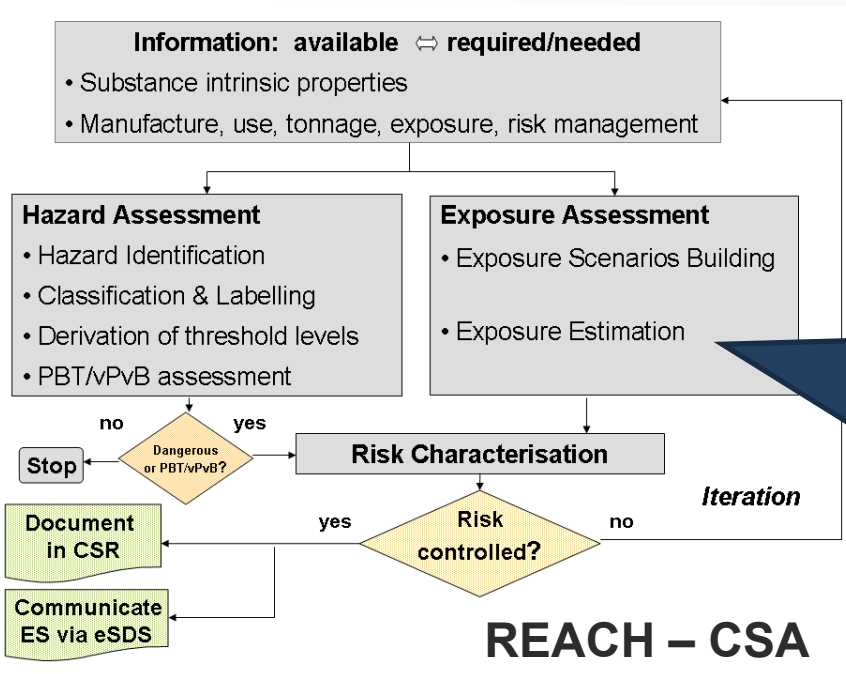 Information: available ⇔ required/needed
• Substance intrinsic properties
• Manufacture, use, tonnage, exposure, risk management
Hazard Assessment
• Hazard Identification
• Classification & Labelling
• Derivation of threshold levels
• PBT/vPvB assessment
Exposure Assessment
• Exposure Scenarios Building
• Exposure Estimation
no
yes
Dangerous
or PBT/vPvB?
Stop
Risk Characterisation
Iteration
Document
in CSR
yes
Risk
controlled?
no
Communicate
ES via eSDS
REACH – CSA